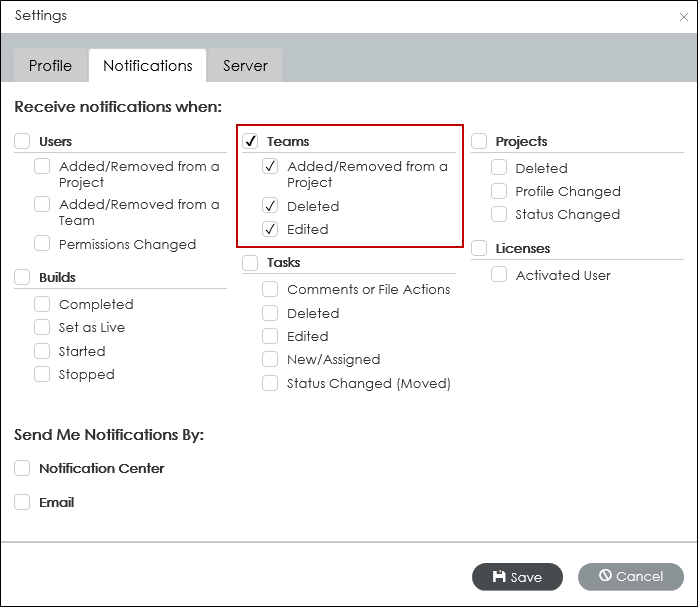 Settings
Profile
Notifications
Server
Receive notifications when:
Users
Added/Removed from a
Project
Added/Removed from a
Team
Permissions Changed
Builds
Completed
Set as Live
Started
Stopped
Teams
Added/Removed from a
Project
Deleted
Edited
Tasks
Comments or File Actions
Deleted
Edited
New/Assigned
Status Changed (Moved)
Projects
Deleted
Profile Changed
Status Changed
Licenses
Activated User
Send Me Notifications By:
Notification Center
Email
Save
Cancel